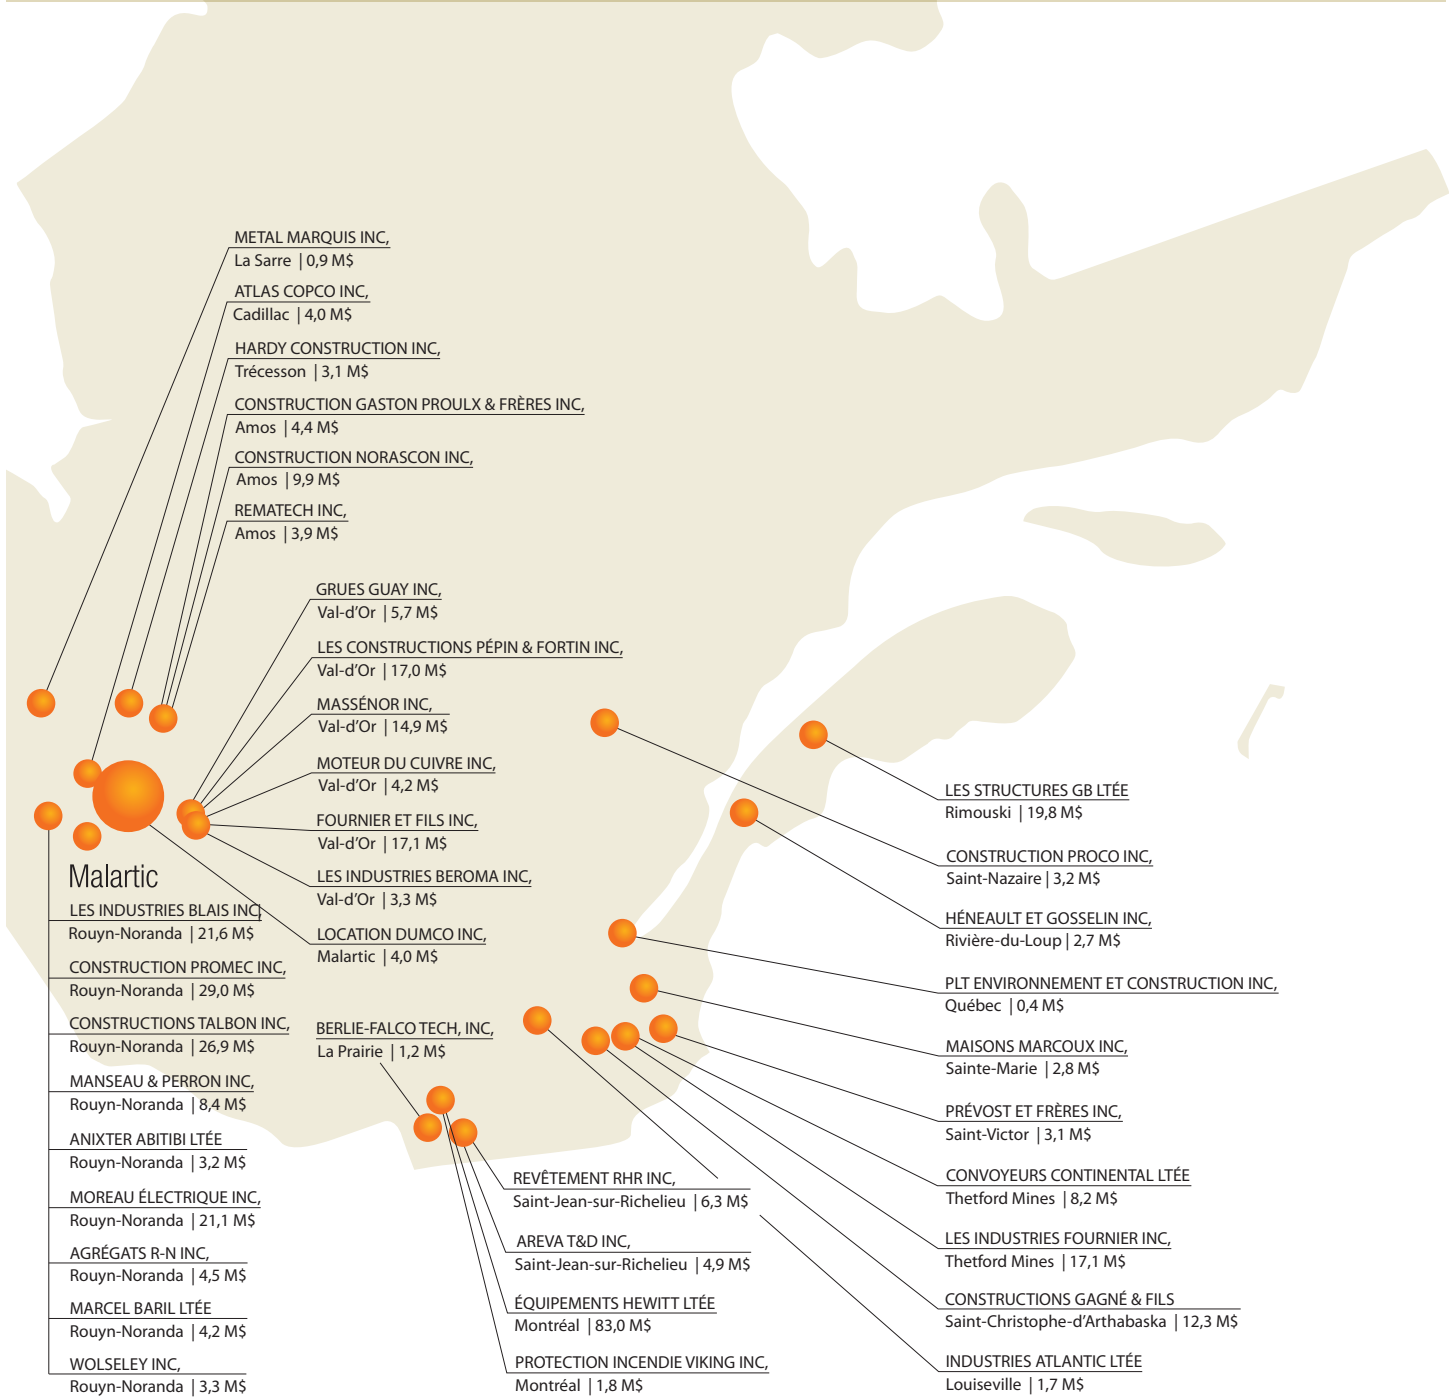 METAL MARQUIS INC,
La Sarre | 0,9 M$
ATLAS COPCO INC,
Cadillac | 4,0 M$
HARDY CONSTRUCTION INC,
Trécesson | 3,1 M$
CONSTRUCTION GASTON PROULX & FRÈRES INC,
Amos | 4,4 M$
CONSTRUCTION NORASCON INC,
Amos | 9,9 M$
REMATECH INC,
Amos | 3,9 M$
GRUES GUAY INC,
Val-d'Or | 5,7 M$
LES CONSTRUCTIONS PÉPIN & FORTIN INC,
Val-d'Or | 17,0 M$
MASSÉNOR INC,
Val-d'Or | 14,9 M$
MOTEUR DU CUIVRE INC,
Val-d'Or | 4,2 M$
FOURNIER ET FILS INC,
Val-d'Or | 17,1 M$
LES INDUSTRIES BEROMA INC,
Val-d'Or | 3,3 M$
LOCATION DUMCO INC,
Malartic | 4,0 M$
Malartic
LES INDUSTRIES BLAIS INC,
Rouyn-Noranda | 21,6 M$
CONSTRUCTION PROMEC INC,
Rouyn-Noranda | 29,0 M$
CONSTRUCTIONS TALBON INC,
Rouyn-Noranda | 26,9 M$
MANSEAU & PERRON INC,
Rouyn-Noranda | 8,4 M$
ANIXTER ABITIBI LTÉE
Rouyn-Noranda | 3,2 M$
MOREAU ÉLECTRIQUE INC,
Rouyn-Noranda | 21,1 M$
AGRÉGATS R-N INC,
Rouyn-Noranda | 4,5 M$
MARCEL BARIL LTÉE
Rouyn-Noranda | 4,2 M$
WOLSELEY INC,
Rouyn-Noranda | 3,3 M$
BERLIE-FALCO TECH, INC,
La Prairie | 1,2 M$
REVÊTEMENT RHR INC,
Saint-Jean-sur-Richelieu | 6,3 M$
AREVA T&D INC,
Saint-Jean-sur-Richelieu | 4,9 M$
ÉQUIPEMENTS HEWITT LTÉE
Montréal | 83,0 M$
PROTECTION INCENDIE VIKING INC,
Montréal | 1,8 M$
LES STRUCTURES GB LTÉE
Rimouski | 19,8 M$
CONSTRUCTION PROCO INC,
Saint-Nazaire | 3,2 M$
HÉNEAULT ET GOSSELIN INC,
Rivière-du-Loup | 2,7 M$
PLT ENVIRONNEMENT ET CONSTRUCTION INC,
Québec | 0,4 M$
MAISONS MARCOUX INC,
Sainte-Marie | 2,8 M$
PRÉVOST ET FRÈRES INC,
Saint-Victor | 3,1 M$
CONVOYEURS CONTINENTAL LTÉE
Thetford Mines | 8,2 M$
LES INDUSTRIES FOURNIER INC,
Thetford Mines | 17,1 M$
CONSTRUCTIONS GAGNÉ & FILS
Saint-Christophe-d'Arthabaska | 12,3 M$
INDUSTRIES ATLANTIC LTÉE
Louiseville | 1,7 M$